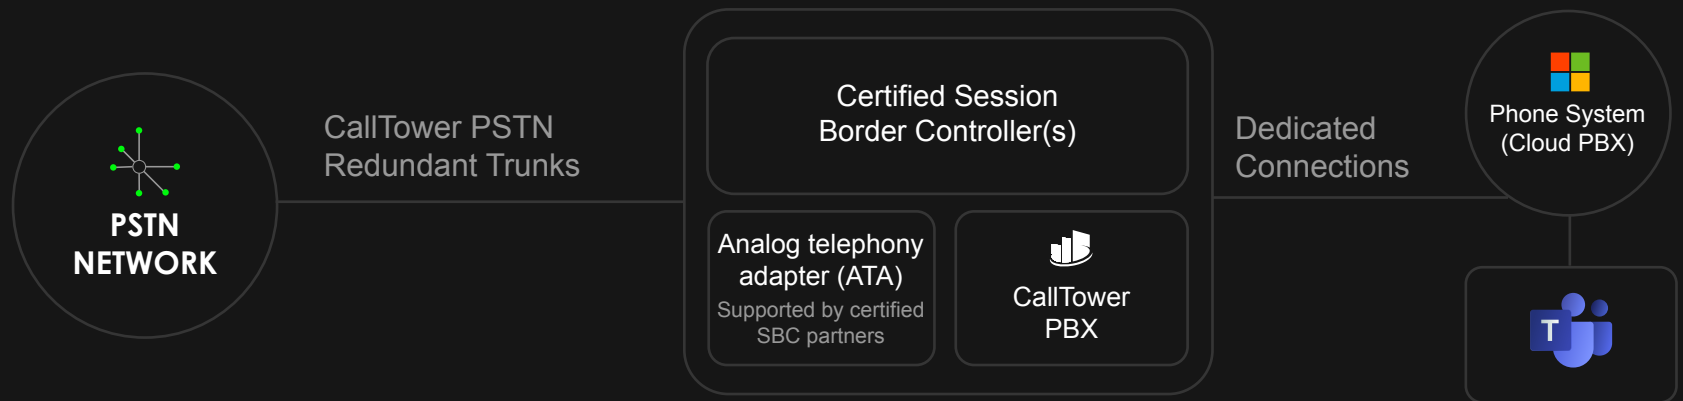 PSTN
NETWORK
CallTower PSTN
Redundant Trunks
Certified Session
Border Controller(s)
Analog telephony
adapter (ATA)
Supported by certified
SBC partners
CallTower
PBX
Dedicated
Connections
Phone System
(Cloud PBX)
T